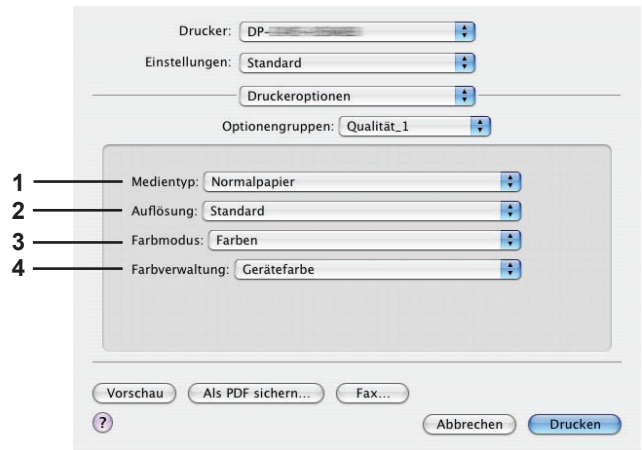 Drucker: DP-
Einstellungen: Standard
Druckeroptionen
Optionengruppen: Qualität_1
1 Medientyp: Normalpapier
2 Auflösung: Standard
3 Farbmodus: Farben
4 Farbverwaltung: Gerätefarbe
Vorschau Als PDF sichern... Fax...
? Abbrechen Drucken